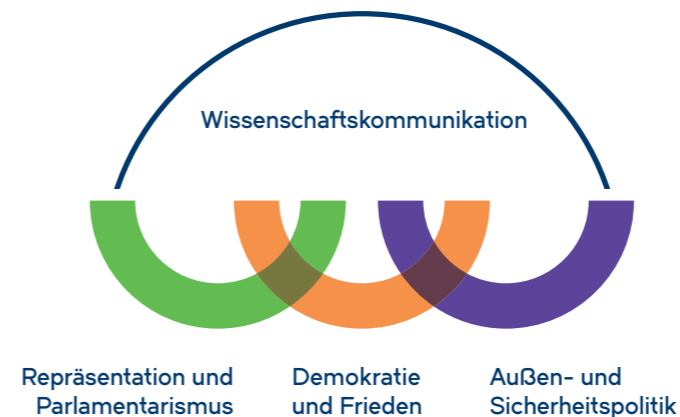 Wissenschaftskommunikation
Repräsentation und
Parlamentarismus
Demokratie
und Frieden
Außen- und
Sicherheitspolitik